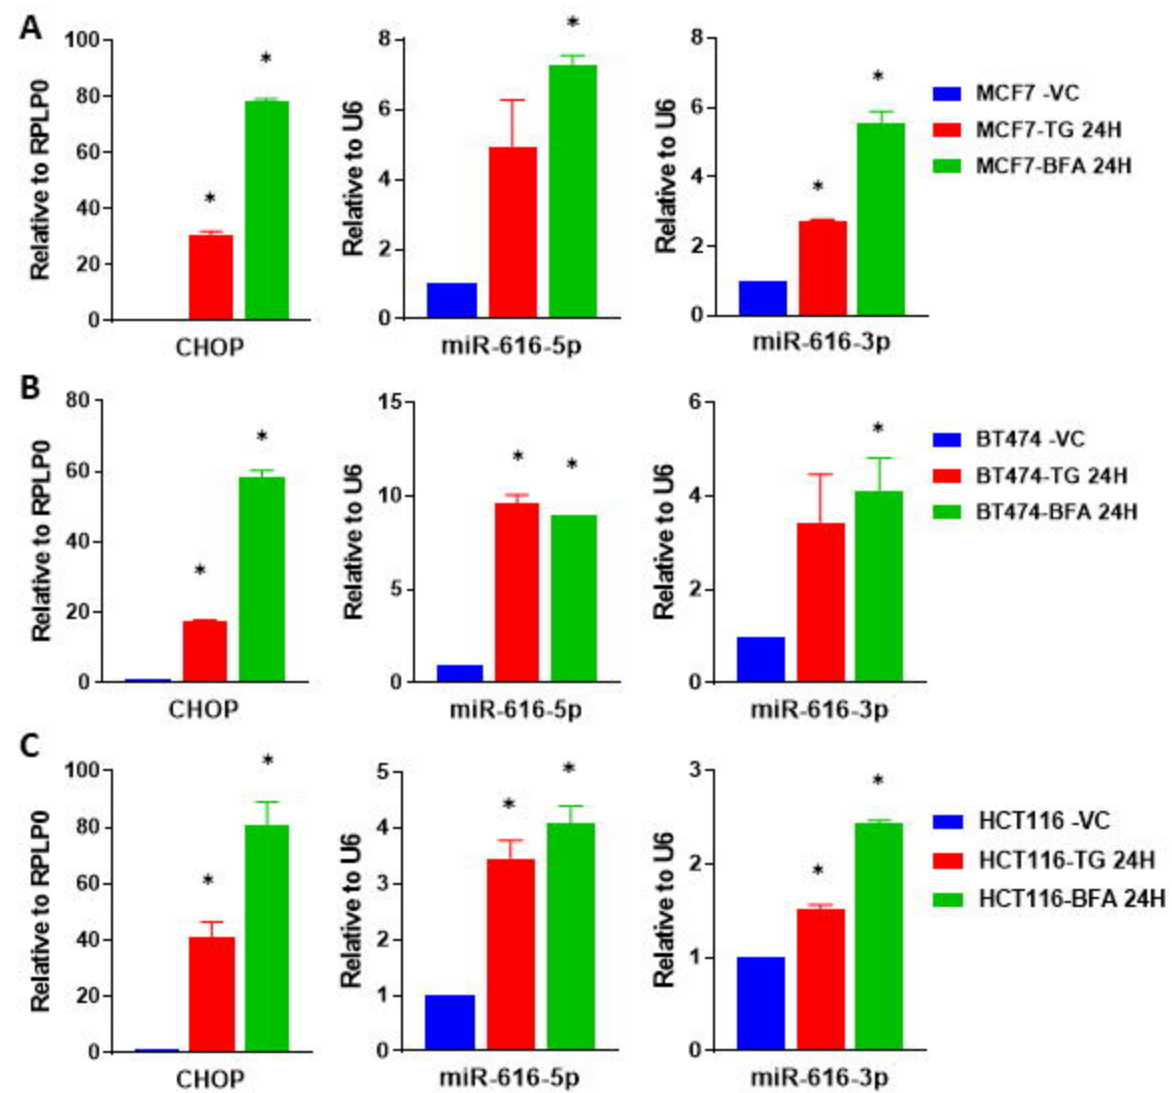 A
Relative to RPLP0
100
80
60
40
20
0
*
*
CHOP
Relative to U6
8
6
4
2
0
*
miR-616-5p
Relative to U6
8
6
4
2
0
*
*
miR-616-3p
MCF7 -VC
MCF7-TG 24H
MCF7-BFA 24H
B
Relative to RPLP0
80
60
40
20
0
*
*
CHOP
Relative to U6
15
10
5
0
*
*
miR-616-5p
Relative to U6
6
4
2
0
*
miR-616-3p
BT474 -VC
BT474-TG 24H
BT474-BFA 24H
C
Relative to RPLP0
100
80
60
40
20
0
*
*
CHOP
Relative to U6
5
4
3
2
1
0
*
*
miR-616-5p
Relative to U6
3
2
1
0
*
*
miR-616-3p
HCT116 -VC
HCT116-TG 24H
HCT116-BFA 24H